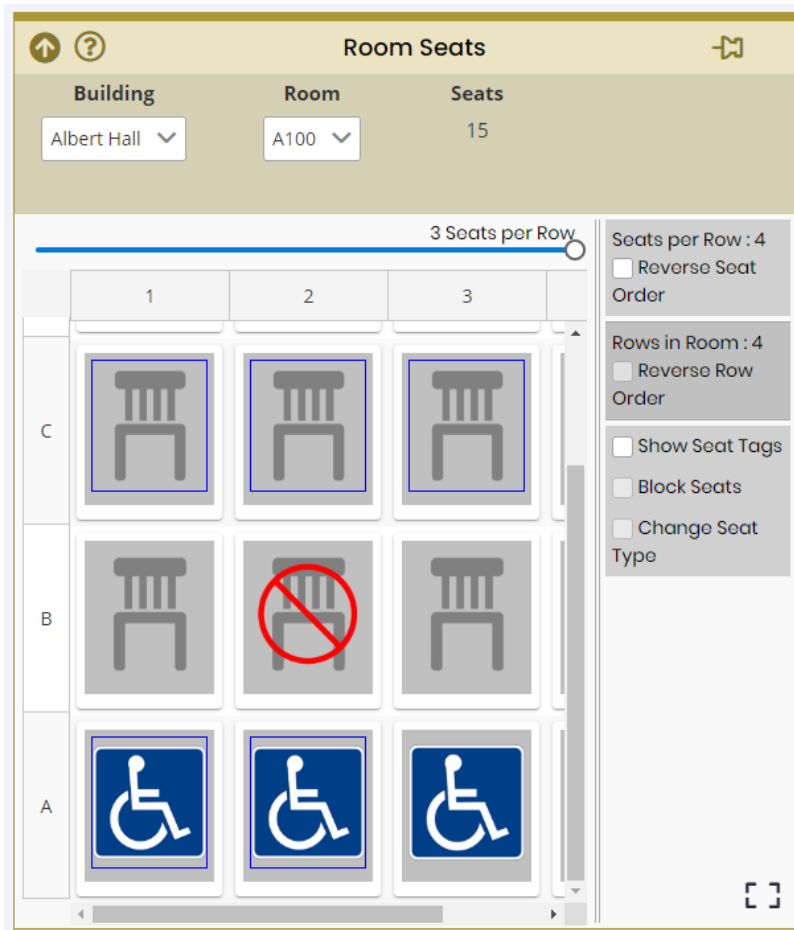 Room Seats
Building Room Seats
Albert Hall A100 15
3 Seats per Row
Seats per Row : 4
Reverse Seat
Order
Rows in Room : 4
Reverse Row
Order
Show Seat Tags
Block Seats
Change Seat
Type
1 2 3
C
B
A